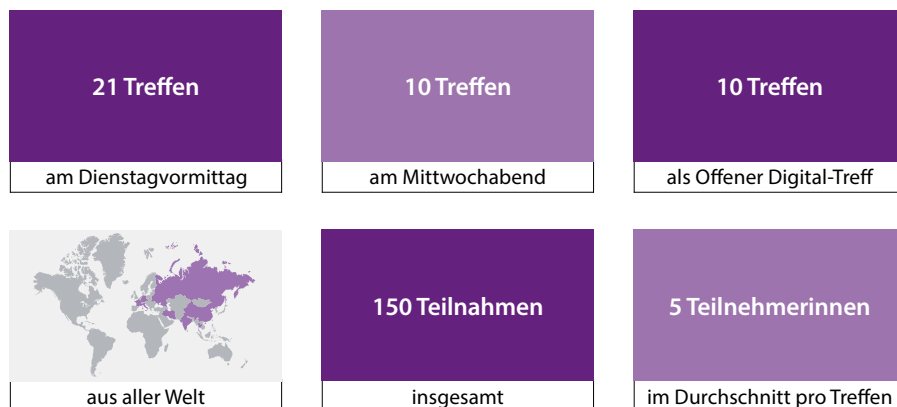 21 Treffen
am Dienstagvormittag
10 Treffen
am Mittwochabend
10 Treffen
als Offener Digital-Treff
aus aller Welt
150 Teilnahmen
insgesamt
5 Teilnehmerinnen
im Durchschnitt pro Treffen